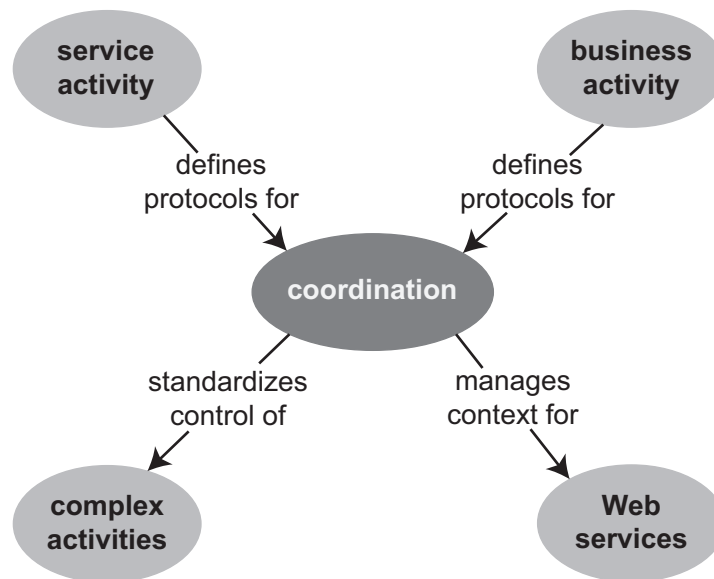 service
activity
business
activity
defines
protocols for
defines
protocols for
coordination
standardizes
control of
manages
context for
complex
activities
Web
services